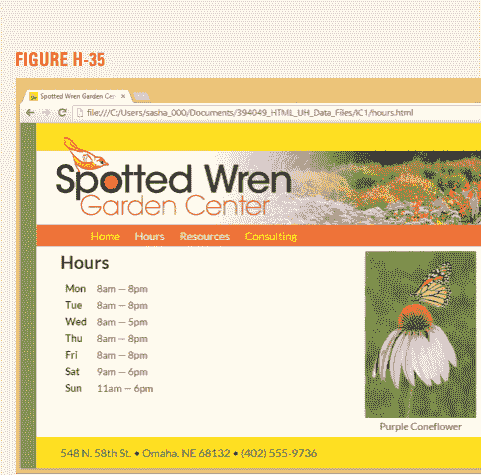 FIGURE H-35
Spotted Wren Garden Cen
file:///C:/Users/sasha_000/Documents/394049_HTML_UH_Data_Files/IC1/hours.html
Spotted Wren
Garden Center
Home Hours Resources Consulting
Hours
Mon 8am — 8pm
Tue 8am — 8pm
Wed 8am — 5pm
Thu 8am — 8pm
Fri 8am — 8pm
Sat 9am — 6pm
Sun 11am — 6pm
Purple Coneflower
548 N. 58th St. • Omaha, NE 68132 • (402) 555-9736